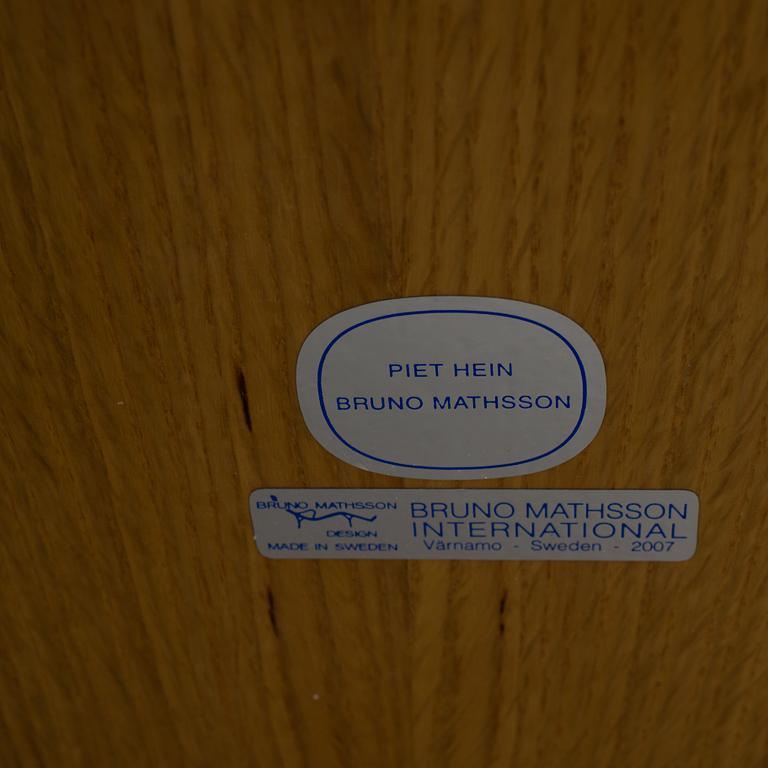 PIET HEIN
BRUNO MATHSSON
BRUNO MATHSSON
DESIGN
MADE IN SWEDEN
BRUNO MATHSSON
INTERNATIONAL
Värnamo - Sweden - 2007